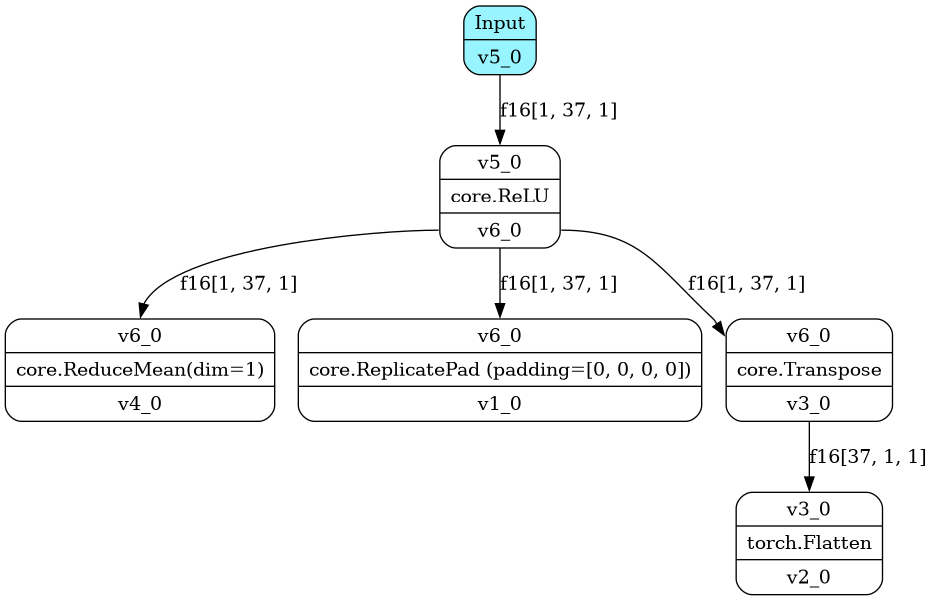 Input
v5_0
f16[1, 37, 1]
v5_0
core.ReLU
v6_0
f16[1, 37, 1]
f16[1, 37, 1]
f16[1, 37, 1]
v6_0
core.ReduceMean(dim=1)
v4_0
v6_0
core.ReplicatePad (padding=[0, 0, 0, 0])
v1_0
v6_0
core.Transpose
v3_0
f16[37, 1, 1]
v3_0
torch.Flatten
v2_0